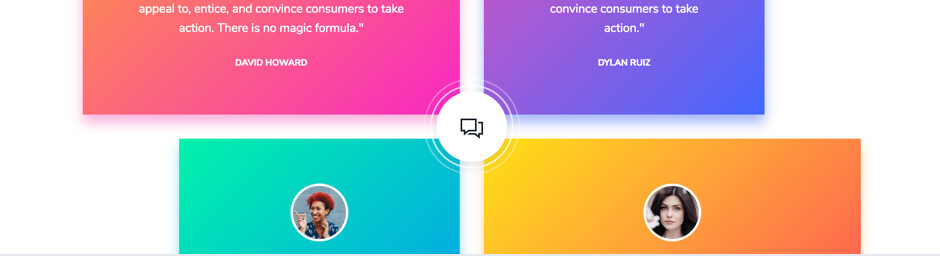 appeal to, entice, and convince consumers to take
action. There is no magic formula."
DAVID HOWARD
convince consumers to take
action."
DYLAN RUIZ